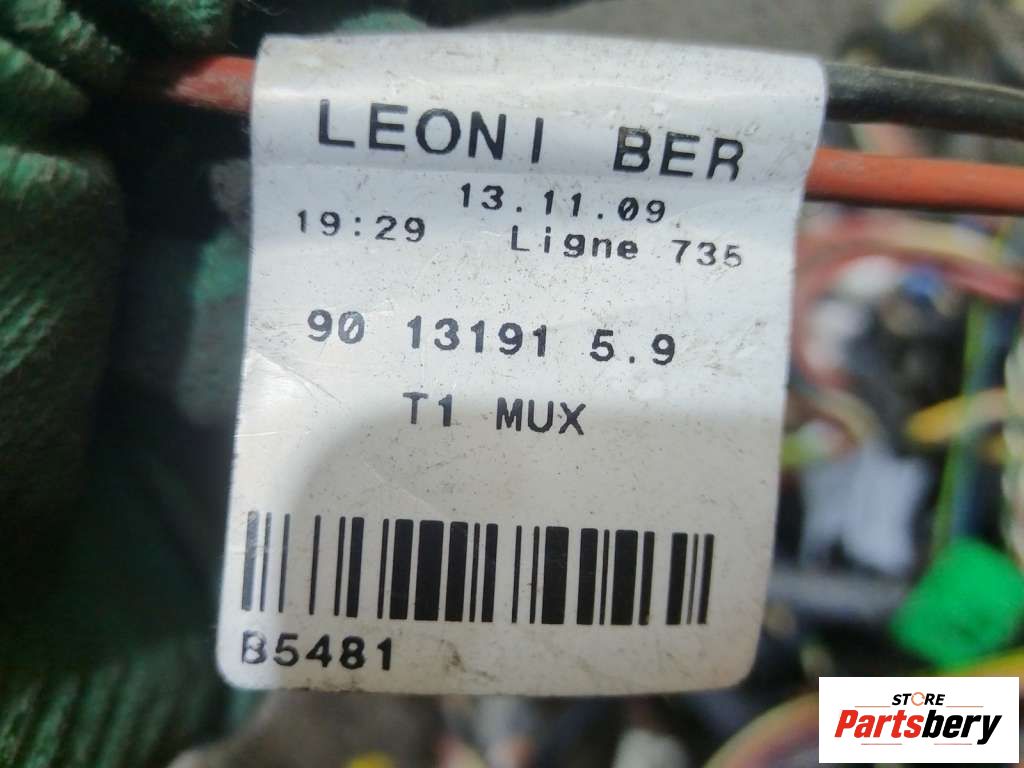 LEONI BER
13.11.09
19:29 Ligne 735
90 13191 5.9
T1 MUX
B5481
STORE
Partsbery